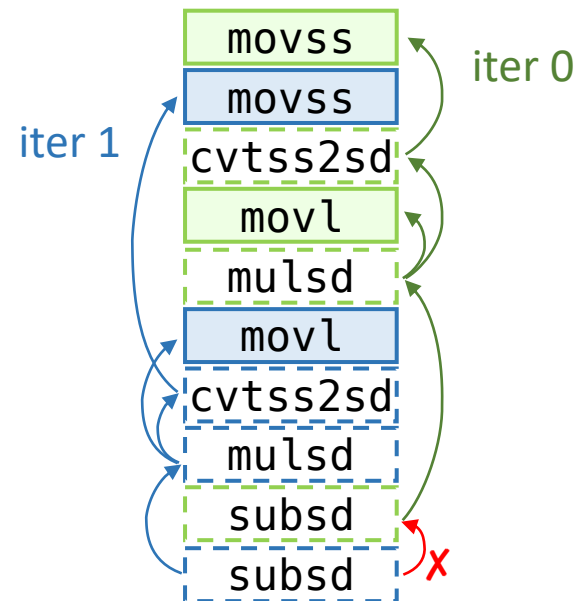 movss
iter 0
movss
iter 1
cvtss2sd
movl
mulsd
movl
cvtss2sd
mulsd
subsd
subsd
✗